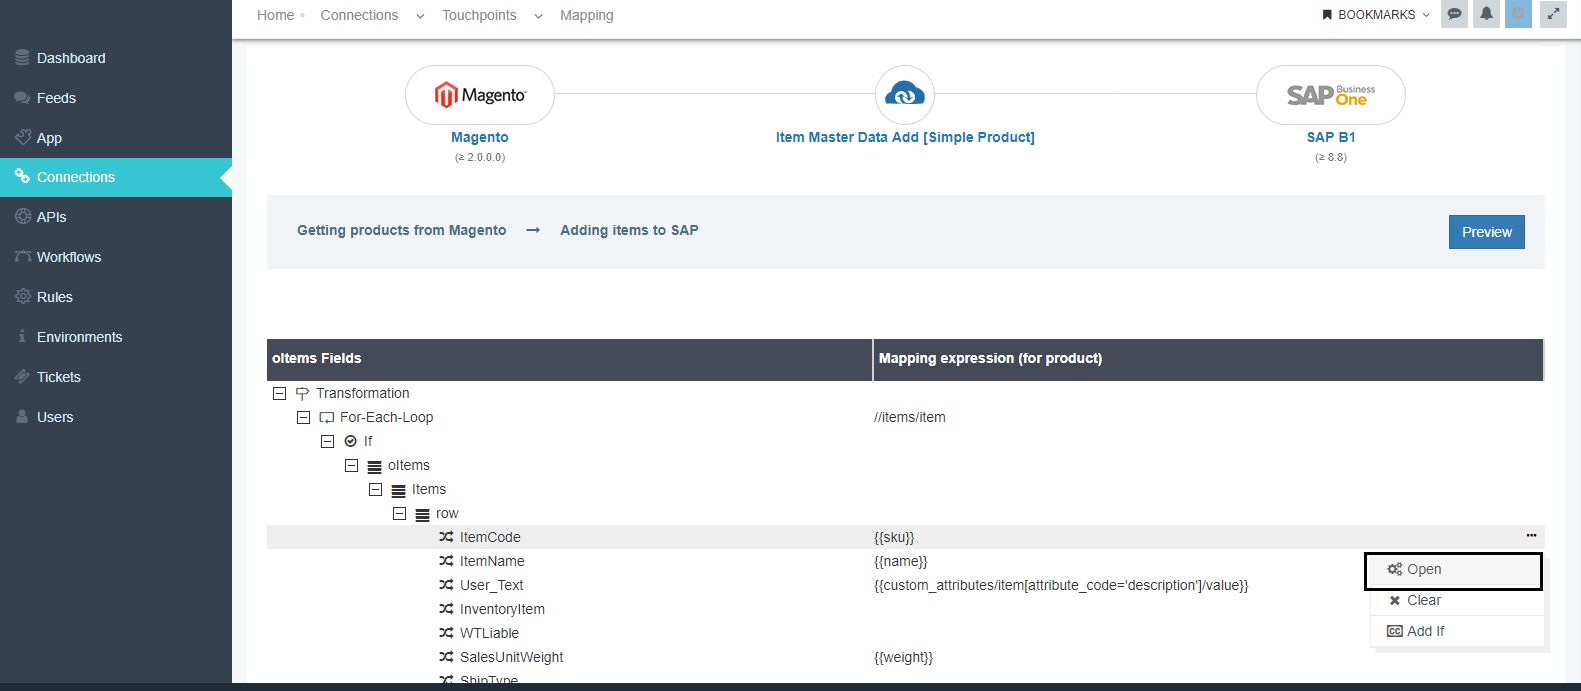 Home Connections Touchpoints Mapping BOOKMARKS
Dashboard
Feeds
App
Connections
APIs
Workflows
Rules
Environments
Tickets
Users
Magento
SAP Business One
Magento Item Master Data Add [Simple Product] SAP B1
(≥ 2.0.0.0) (≥ 8.8)
Getting products from Magento → Adding items to SAP Preview
oItems Fields Mapping expression (for product)
Transformation
For-Each-Loop //items/item
If
oItems
Items
row
ItemCode {{sku}} ...
ItemName {{name}}
User_Text {{custom_attributes/item[attribute_code='description']/value}}
InventoryItem
WTLiable
SalesUnitWeight {{weight}}
ShipType
Open
Clear
CC Add If